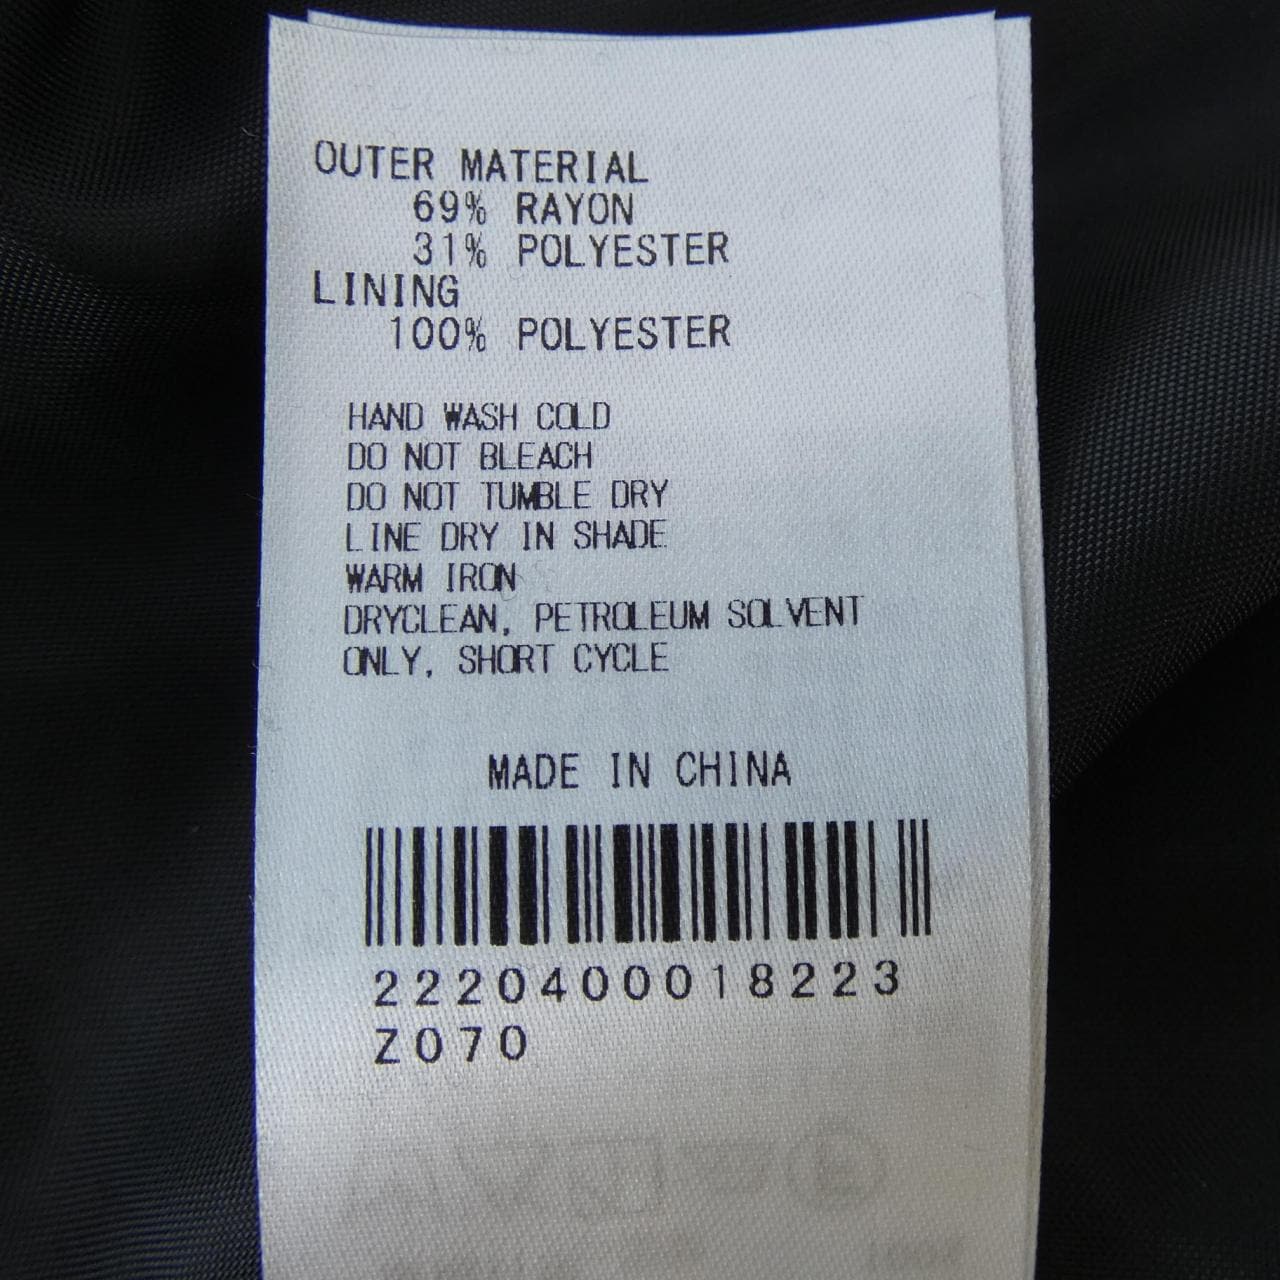 OUTER MATERIAL
69% RAYON
31% POLYESTER
LINING
100% POLYESTER
HAND WASH COLD
DO NOT BLEACH
DO NOT TUMBLE DRY
LINE DRY IN SHADE
WARM IRON
DRYCLEAN, PETROLEUM SOLVENT
ONLY, SHORT CYCLE
MADE IN CHINA
2220400018223
Z070